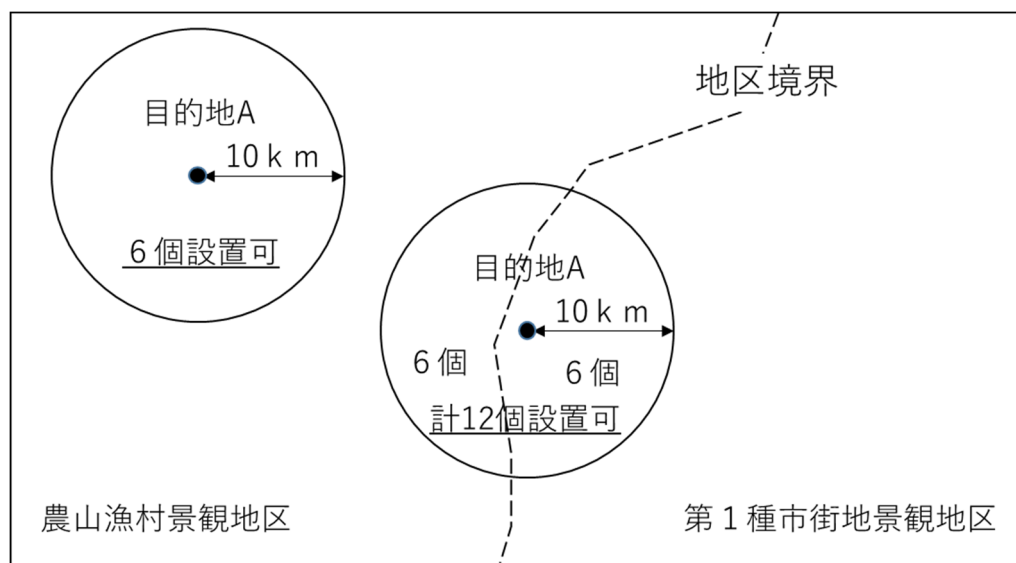 目的地A
10ｋｍ
６個設置可
地区境界
目的地A
10ｋｍ
６個
６個
計12個設置可
農山漁村景観地区
第１種市街地景観地区